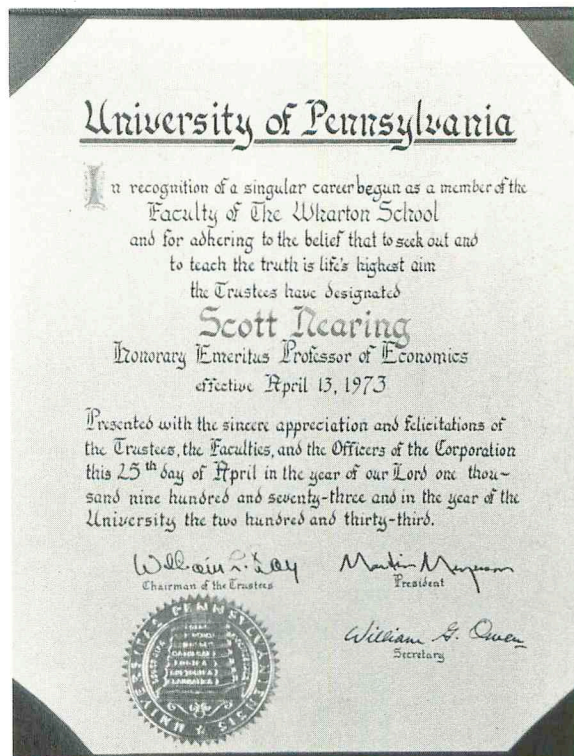 University of Pennsylvania
In recognition of a singular career begun as a member of the
Faculty of The Wharton School
and for adhering to the belief that to seek out and
to teach the truth is life's highest aim
the Trustees have designated
Scott Nearing
Honorary Emeritus Professor of Economics
effective April 13, 1973
Presented with the sincere appreciation and felicitations of
the Trustees, the Faculties, and the Officers of the Corporation
this 25th day of April in the year of our Lord one thou-
sand nine hundred and seventy-three and in the year of the
University the two hundred and thirty-third.
William L. Day
Martin Meyerson
Chairman of the Trustees
President
William G. Owen
Secretary